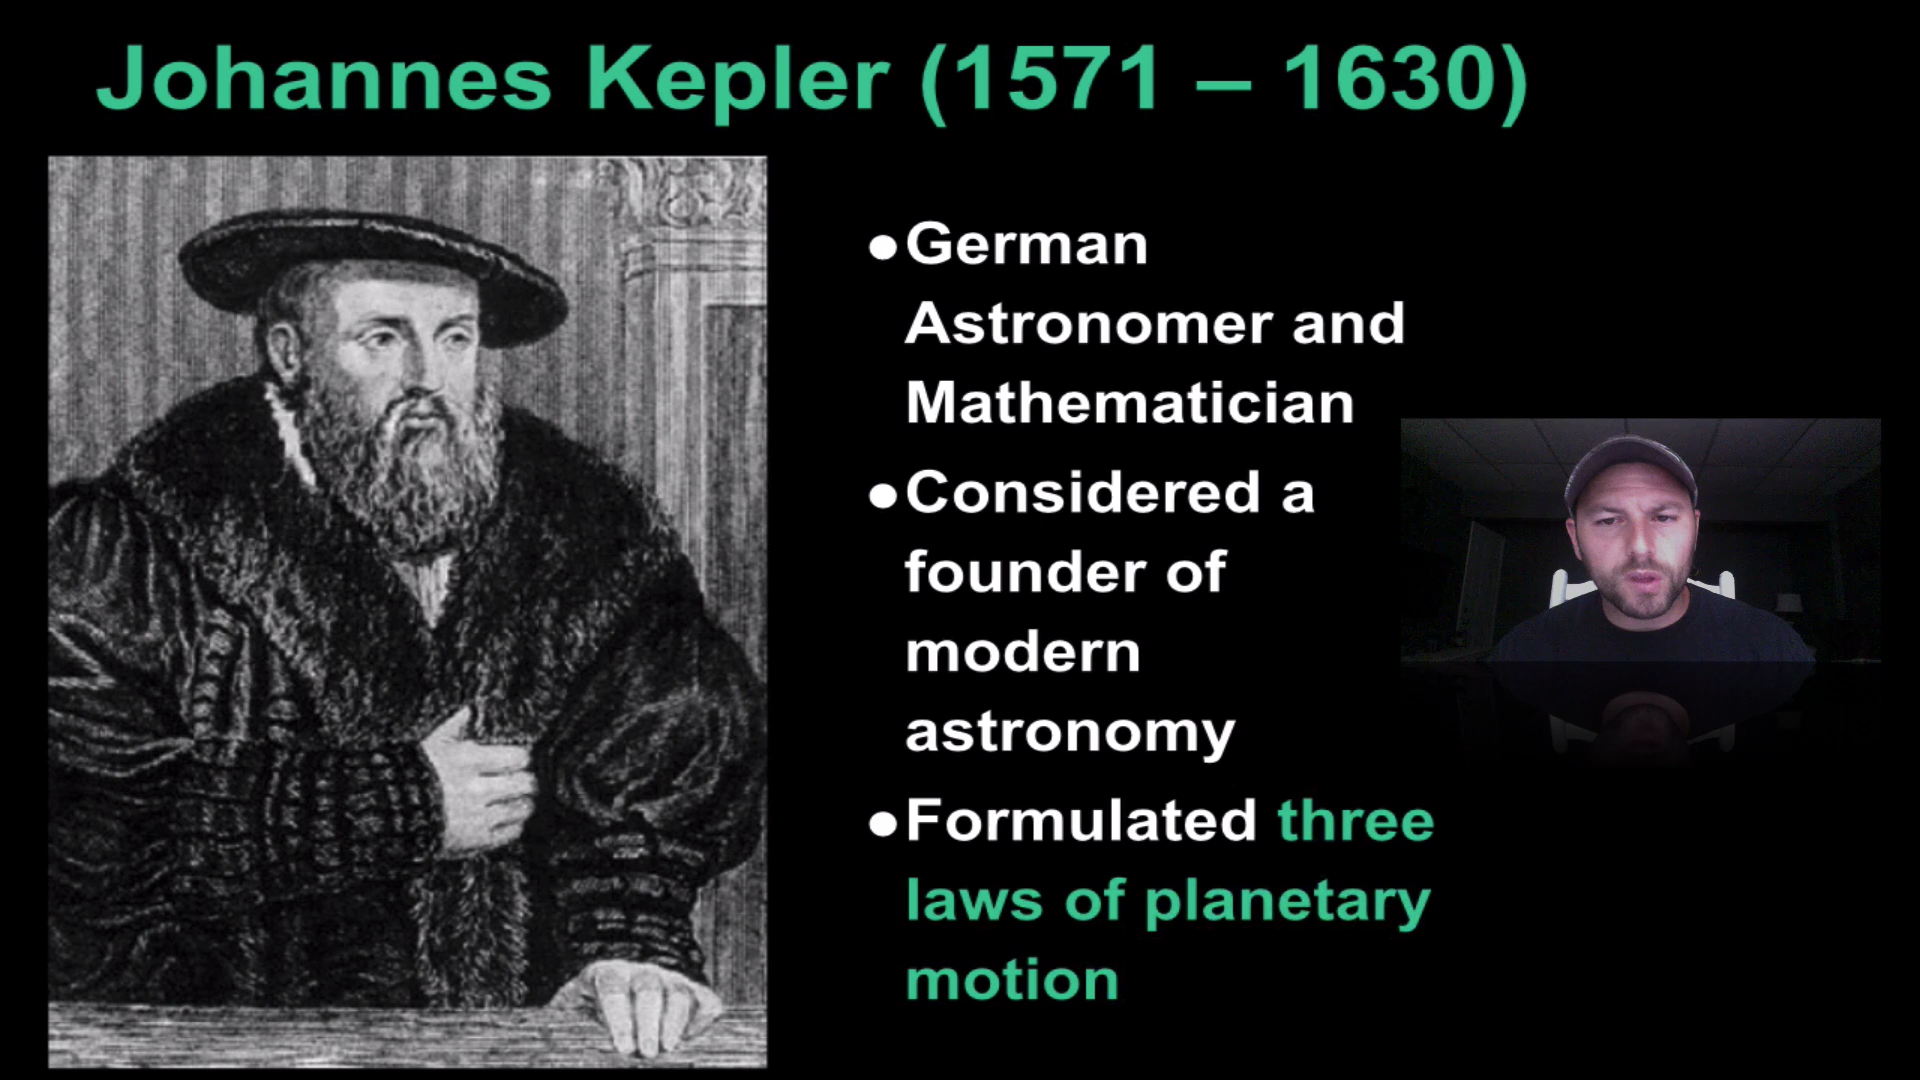 Johannes Kepler (1571 – 1630)
●German
Astronomer and
Mathematician
●Considered a
founder of
modern
astronomy
●Formulated three
laws of planetary
motion